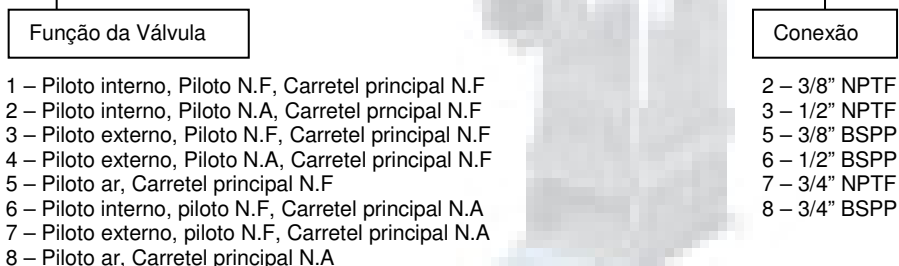 Função da Válvula
1 – Piloto interno, Piloto N.F, Carretel principal N.F
2 – Piloto interno, Piloto N.A, Carretel prncipal N.F
3 – Piloto externo, Piloto N.F, Carretel principal N.F
4 – Piloto externo, Piloto N.A, Carretel principal N.F
5 – Piloto ar, Carretel principal N.F
6 – Piloto interno, piloto N.F, Carretel principal N.A
7 – Piloto externo, piloto N.F, Carretel principal N.A
8 – Piloto ar, Carretel principal N.A
Conexão
2 – 3/8” NPTF
3 – 1/2” NPTF
5 – 3/8” BSPP
6 – 1/2” BSPP
7 – 3/4” NPTF
8 – 3/4” BSPP